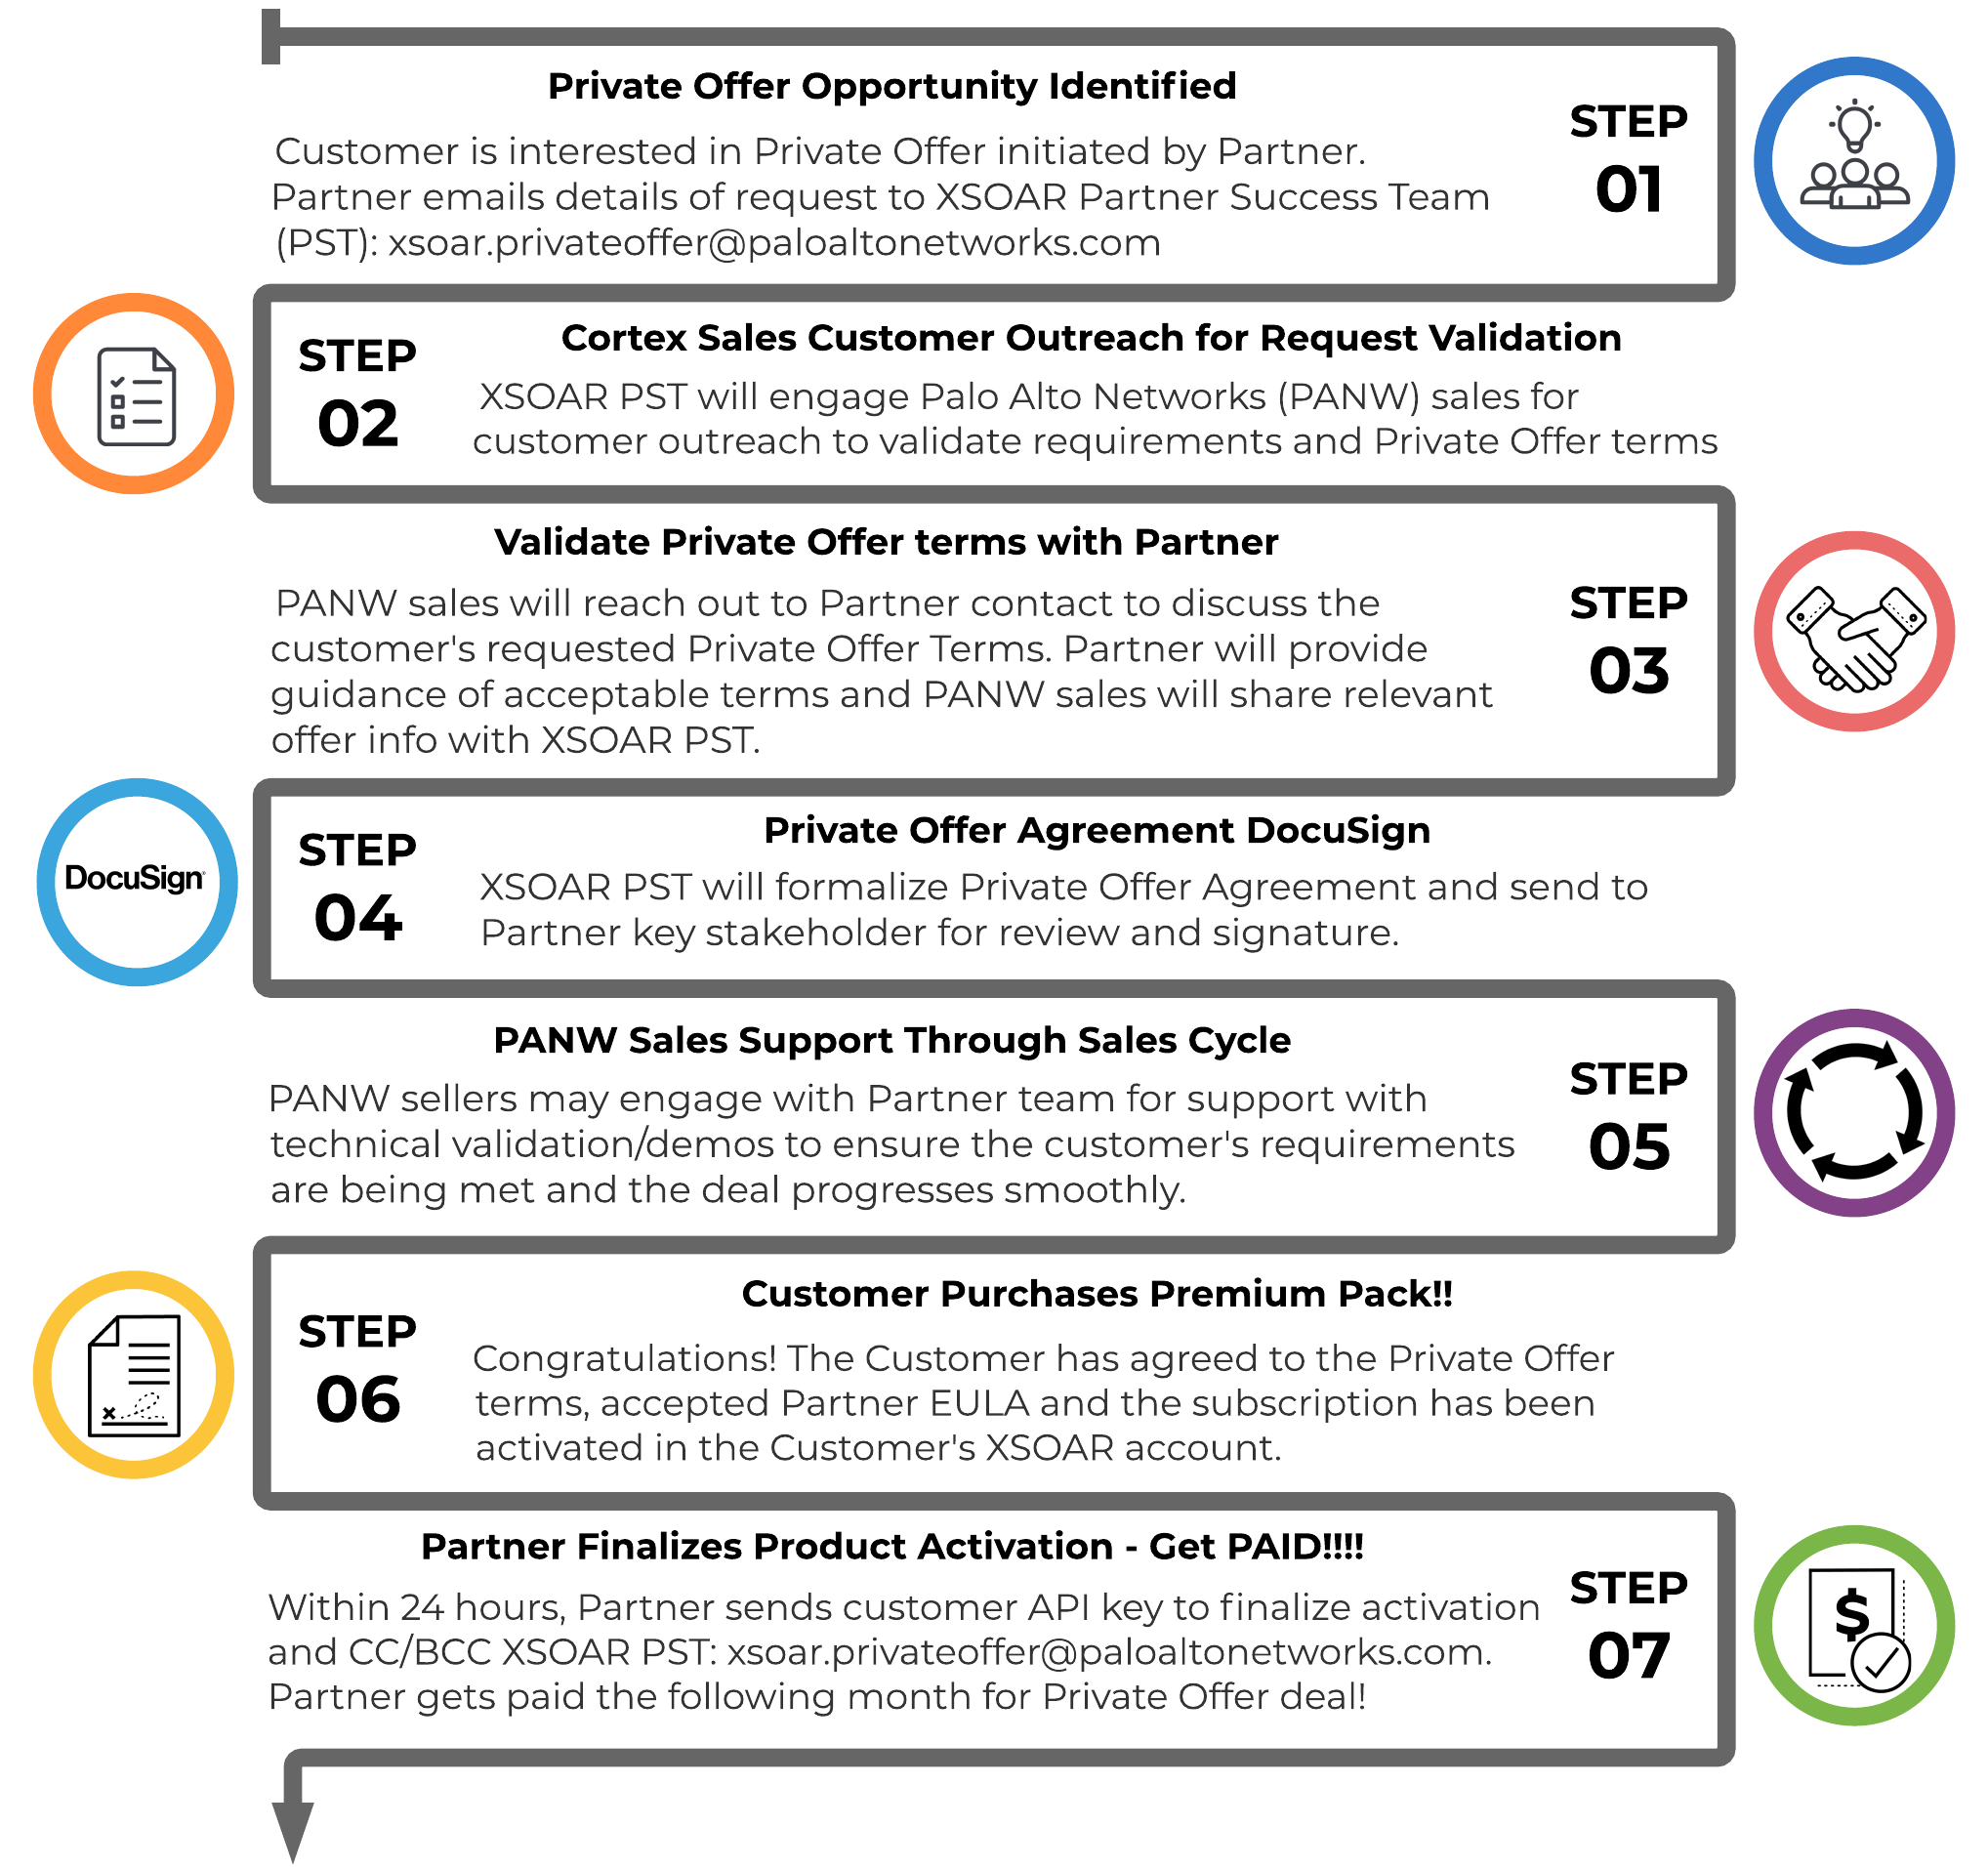 Private Offer Opportunity Identified
STEP
01
Customer is interested in Private Offer initiated by Partner.
Partner emails details of request to XSOAR Partner Success Team
(PST): xsoar.privateoffer@paloaltonetworks.com
STEP
02
Cortex Sales Customer Outreach for Request Validation
XSOAR PST will engage Palo Alto Networks (PANW) sales for
customer outreach to validate requirements and Private Offer terms
Validate Private Offer terms with Partner
STEP
03
PANW sales will reach out to Partner contact to discuss the
customer's requested Private Offer Terms. Partner will provide
guidance of acceptable terms and PANW sales will share relevant
offer info with XSOAR PST.
DocuSign
STEP
04
Private Offer Agreement DocuSign
XSOAR PST will formalize Private Offer Agreement and send to
Partner key stakeholder for review and signature.
PANW Sales Support Through Sales Cycle
STEP
05
PANW sellers may engage with Partner team for support with
technical validation/demos to ensure the customer's requirements
are being met and the deal progresses smoothly.
STEP
06
Customer Purchases Premium Pack!!
Congratulations! The Customer has agreed to the Private Offer
terms, accepted Partner EULA and the subscription has been
activated in the Customer's XSOAR account.
Partner Finalizes Product Activation - Get PAID!!!!
STEP
07
Within 24 hours, Partner sends customer API key to finalize activation
and CC/BCC XSOAR PST: xsoar.privateoffer@paloaltonetworks.com.
Partner gets paid the following month for Private Offer deal!
$